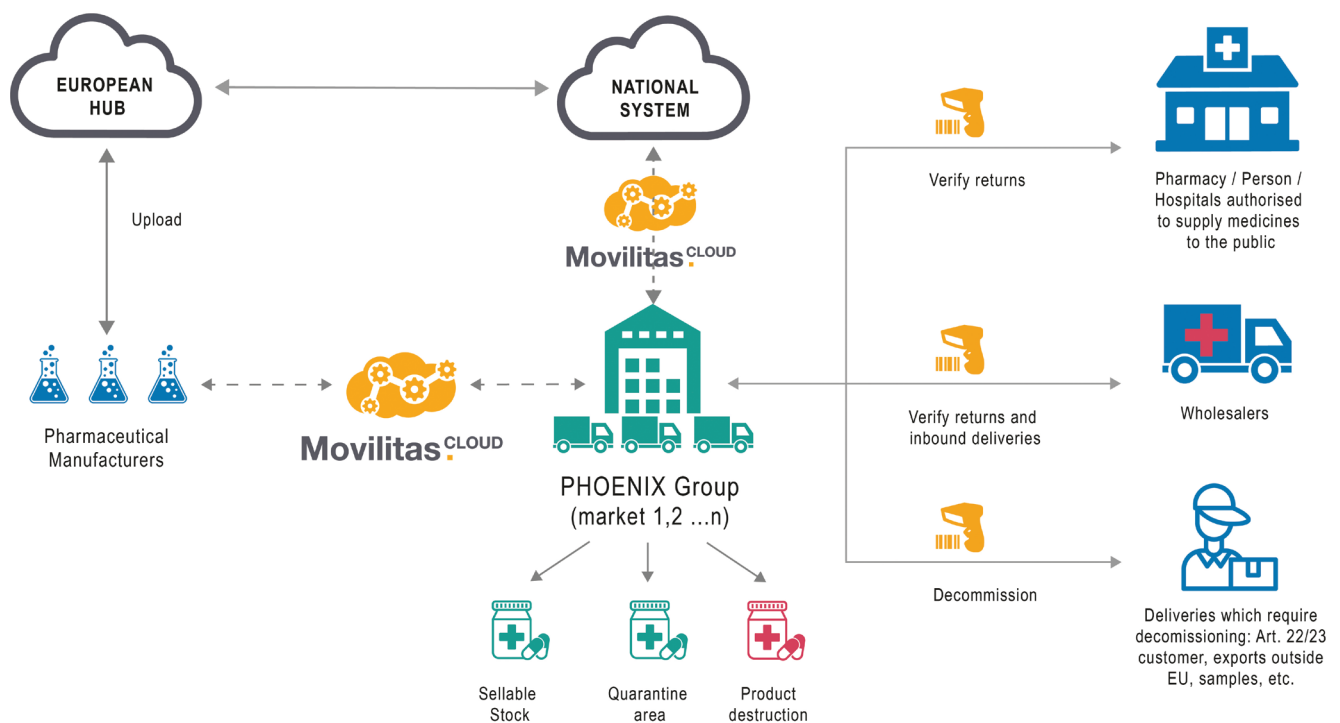 EUROPEAN
HUB
NATIONAL
SYSTEM
Upload
Movilitas.CLOUD
Verify returns
Pharmacy / Person /
Hospitals authorised
to supply medicines
to the public
Pharmaceutical
Manufacturers
Movilitas.CLOUD
PHOENIX Group
(market 1,2 ...n)
Verify returns and
inbound deliveries
Wholesalers
Decommission
Deliveries which require
decomissioning: Art. 22/23
customer, exports outside
EU, samples, etc.
Sellable
Stock
Quarantine
area
Product
destruction